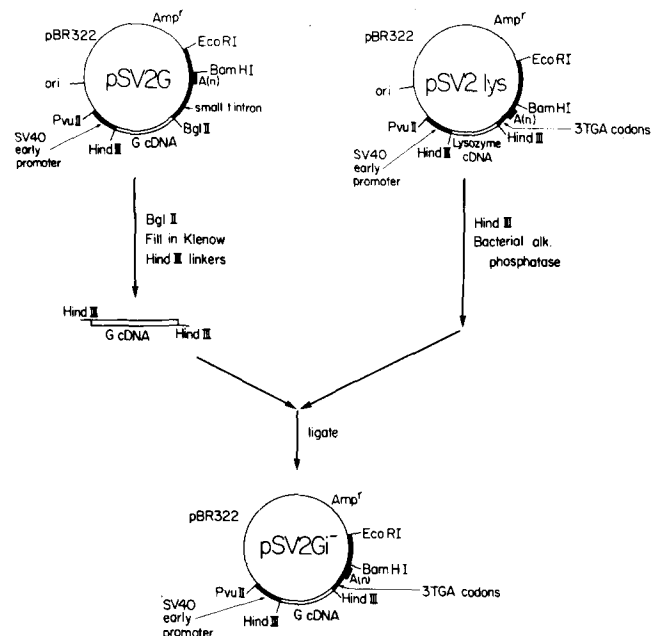 Ampʳ
pBR322
EcoRI
pSV2G
BamHI
A(n)
ori
small t intron
PvuII
BglII
SV40
early
promoter
HindIII
G cDNA
pBR322
Ampʳ
EcoRI
pSV2 lys
ori
BamHI
A(n)
PvuII
HindIII
3TGA codons
SV40
early
promoter
HindIII
Lysozyme
cDNA
Bgl II
Fill in Klenow
Hind III linkers
Hind III
Bacterial alk.
phosphatase
Hind III
G cDNA
Hind III
ligate
Ampʳ
pBR322
EcoRI
pSV2Gi⁻
BamHI
A(n)
PvuII
3TGA codons
SV40
early
promoter
HindIII
HindIII
G cDNA